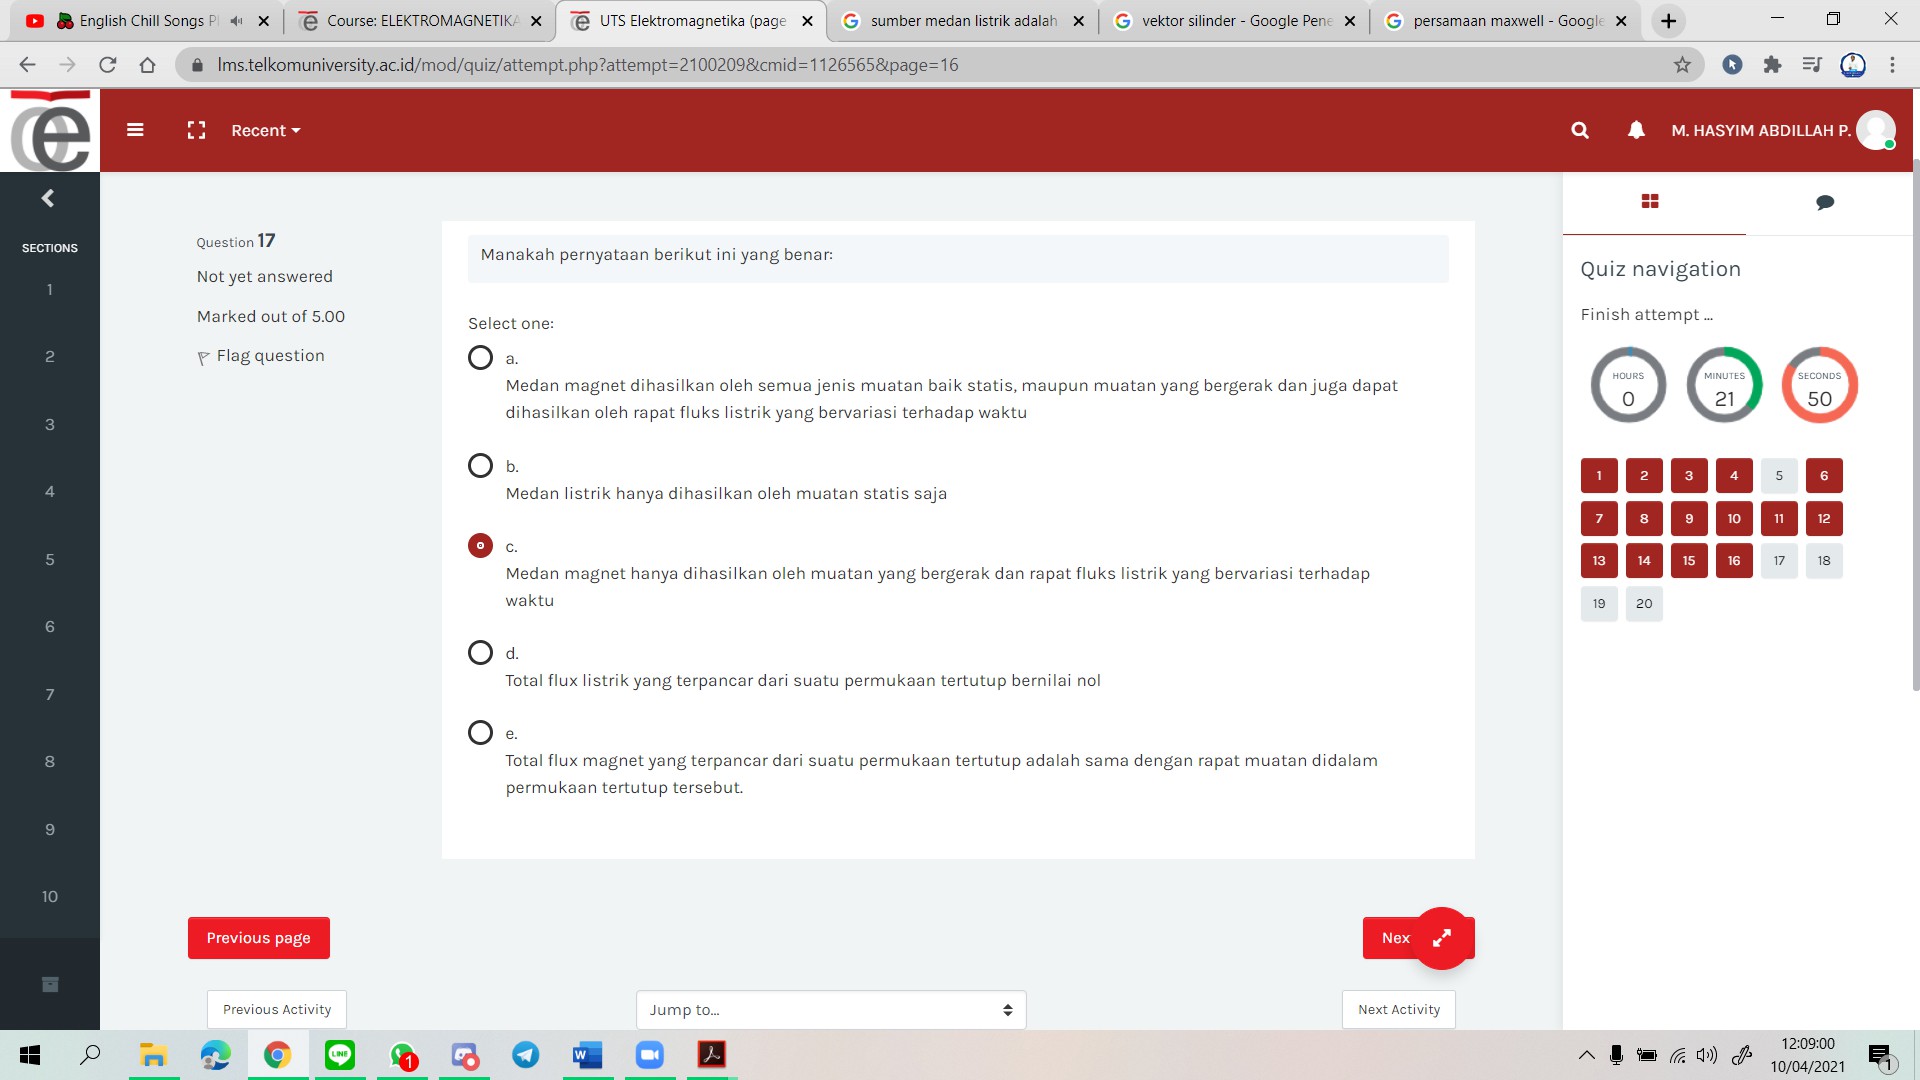 English Chill Songs Pl
Course: ELEKTROMAGNETIKA
UTS Elektromagnetika (page
sumber medan listrik adalah
vektor silinder - Google Pene
persamaan maxwell - Google
lms.telkomuniversity.ac.id/mod/quiz/attempt.php?attempt=2100209&cmid=1126565&page=16
Recent
M. HASYIM ABDILLAH P.
SECTIONS
1
2
3
4
5
6
7
8
9
10
Question 17
Not yet answered
Marked out of 5.00
Flag question
Manakah pernyataan berikut ini yang benar:
Select one:
a.
Medan magnet dihasilkan oleh semua jenis muatan baik statis, maupun muatan yang bergerak dan juga dapat
dihasilkan oleh rapat fluks listrik yang bervariasi terhadap waktu
b.
Medan listrik hanya dihasilkan oleh muatan statis saja
c.
Medan magnet hanya dihasilkan oleh muatan yang bergerak dan rapat fluks listrik yang bervariasi terhadap
waktu
d.
Total flux listrik yang terpancar dari suatu permukaan tertutup bernilai nol
e.
Total flux magnet yang terpancar dari suatu permukaan tertutup adalah sama dengan rapat muatan didalam
permukaan tertutup tersebut.
Previous page
Nex
Previous Activity
Jump to...
Next Activity
Quiz navigation
Finish attempt ...
HOURS
0
MINUTES
21
SECONDS
50
1 2 3 4 5 6
7 8 9 10 11 12
13 14 15 16 17 18
19 20
LINE
1
W
12:09:00
10/04/2021
1